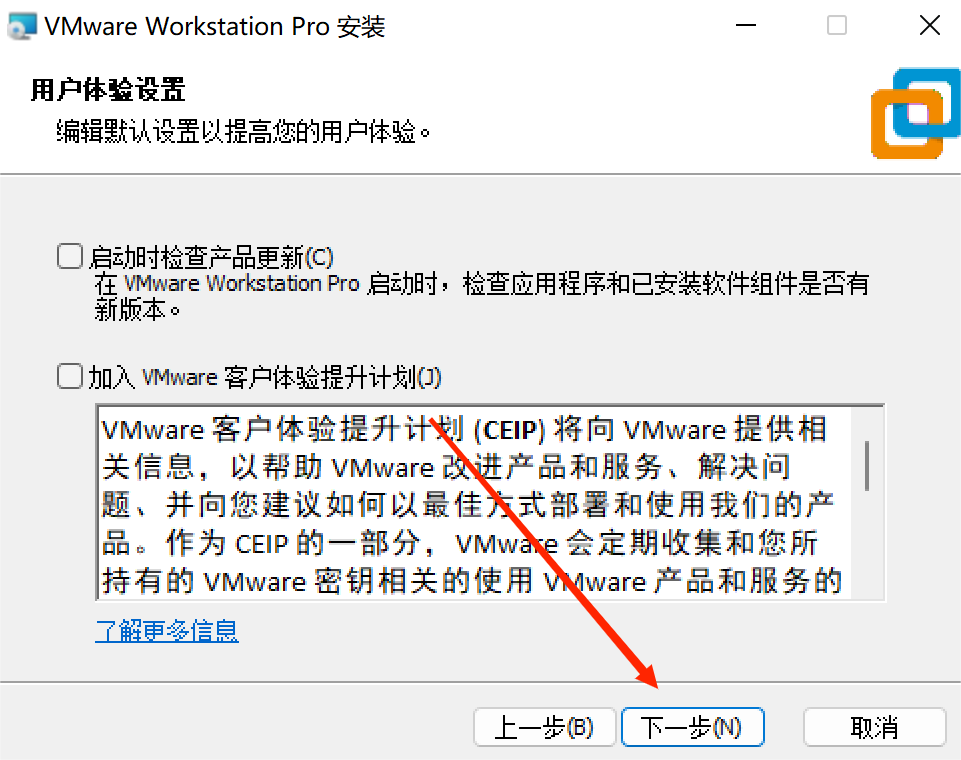 VMware Workstation Pro 安装
用户体验设置
编辑默认设置以提高您的用户体验。
启动时检查产品更新(C)
在 VMware Workstation Pro 启动时，检查应用程序和已安装软件组件是否有
新版本。
加入 VMware 客户体验提升计划(J)
VMware 客户体验提升计划 (CEIP) 将向 VMware 提供相
关信息，以帮助 VMware 改进产品和服务、解决问
题、并向您建议如何以最佳方式部署和使用我们的产
品。作为 CEIP 的一部分，VMware 会定期收集和您所
持有的 VMware 密钥相关的使用 VMware 产品和服务的
了解更多信息
上一步(B)
下一步(N)
取消